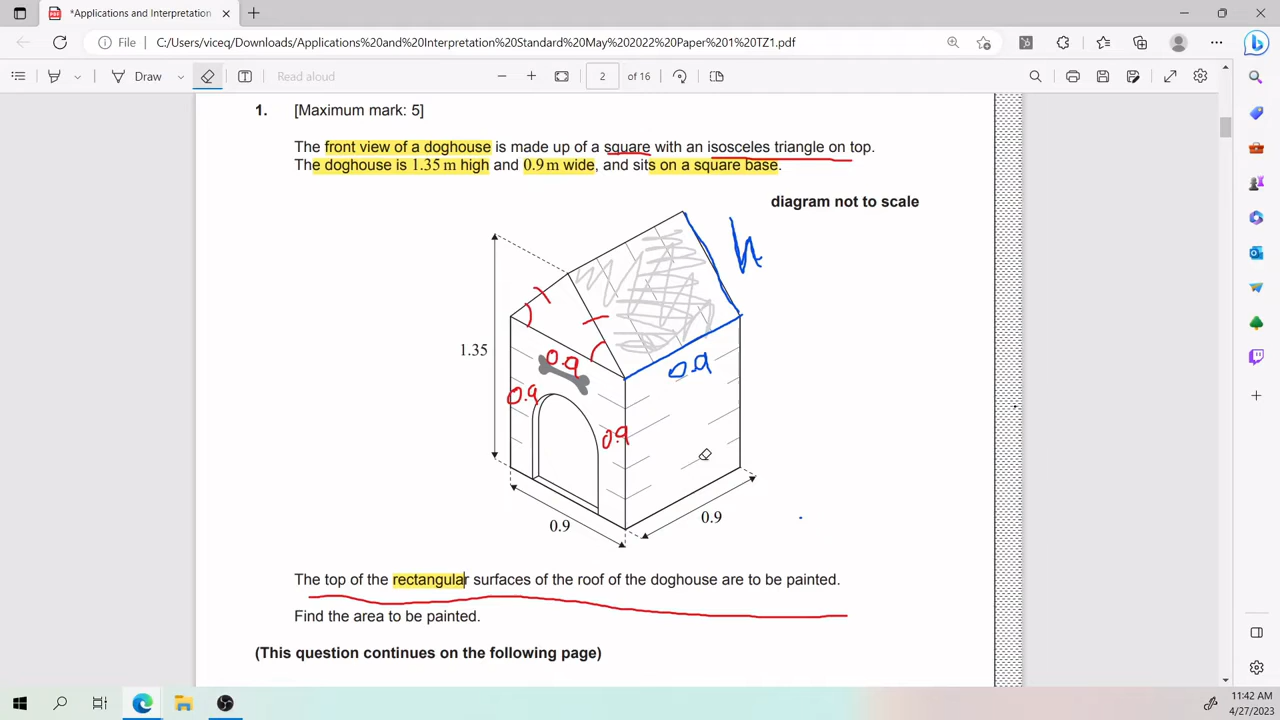 *Applications and Interpretation
File
C:/Users/viceq/Downloads/Applications%20and%20Interpretation%20Standard%20May%202022%20Paper%201%20TZ1.pdf
Draw
Read aloud
2
of 16
1. [Maximum mark: 5]
The front view of a doghouse is made up of a square with an isosceles triangle on top.
The doghouse is 1.35 m high and 0.9 m wide, and sits on a square base.
diagram not to scale
h
1.35
0.9
0.9
0.9
0.9
0.9
0.9
The top of the rectangular surfaces of the roof of the doghouse are to be painted.
Find the area to be painted.
(This question continues on the following page)
11:42 AM
4/27/2023